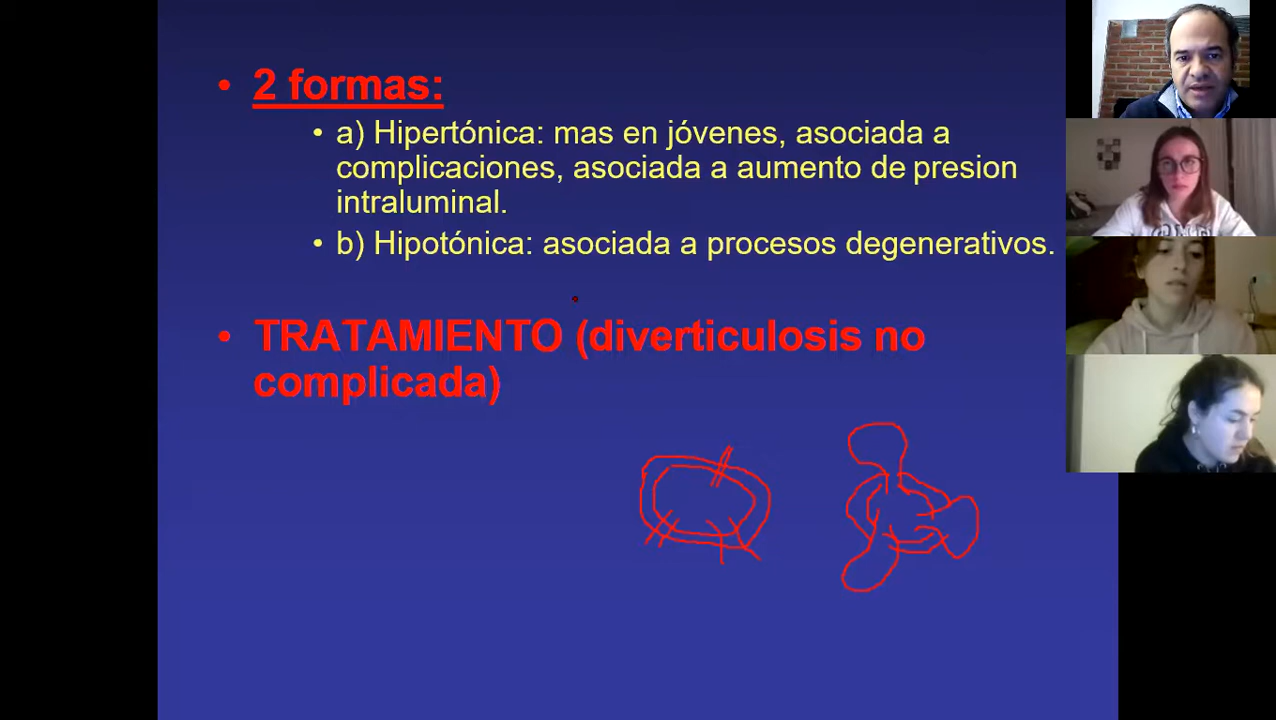 • 2 formas:
• a) Hipertónica: mas en jóvenes, asociada a
complicaciones, asociada a aumento de presion
intraluminal.
• b) Hipotónica: asociada a procesos degenerativos.
• TRATAMIENTO (diverticulosis no
complicada)